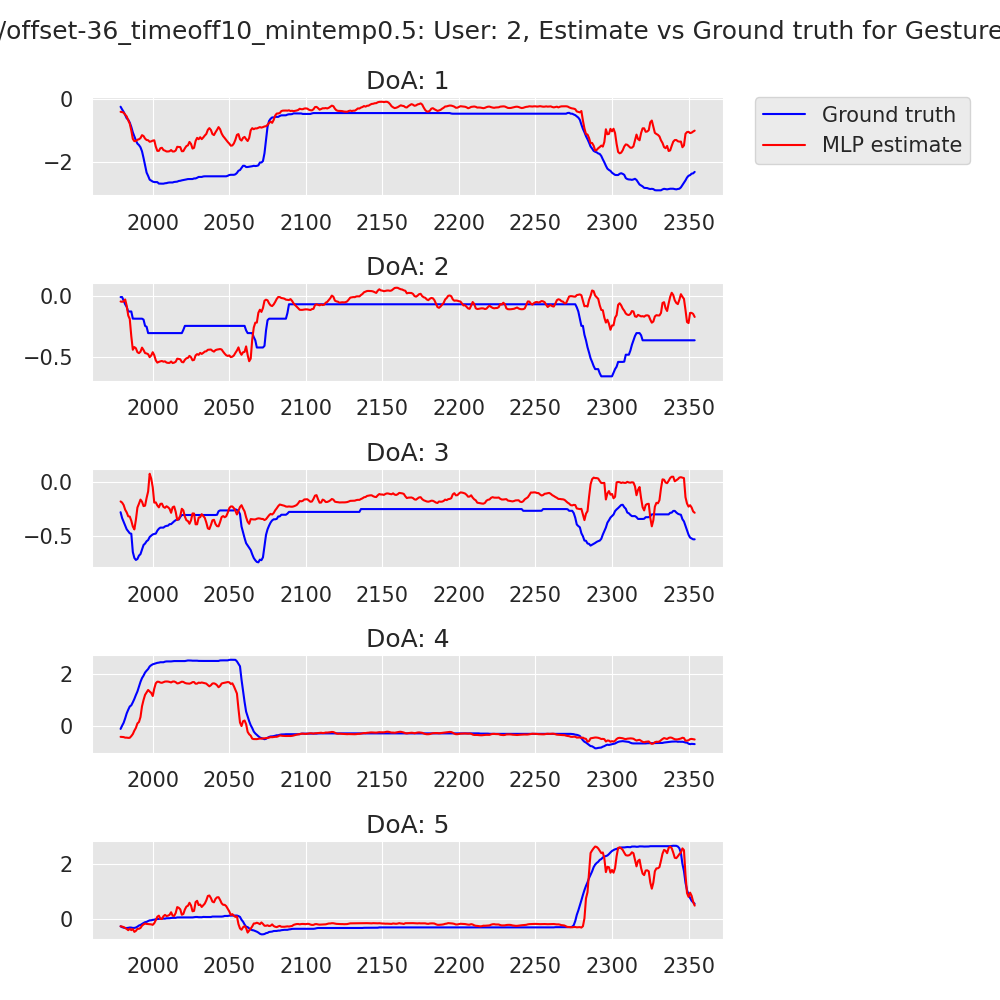 /offset-36_timeoff10_mintemp0.5: User: 2, Estimate vs Ground truth for Gesture
DoA: 1
0
−2
2000 2050 2100 2150 2200 2250 2300 2350
Ground truth
MLP estimate
DoA: 2
0.0
−0.5
2000 2050 2100 2150 2200 2250 2300 2350
DoA: 3
0.0
−0.5
2000 2050 2100 2150 2200 2250 2300 2350
DoA: 4
2
0
2000 2050 2100 2150 2200 2250 2300 2350
DoA: 5
2
0
2000 2050 2100 2150 2200 2250 2300 2350